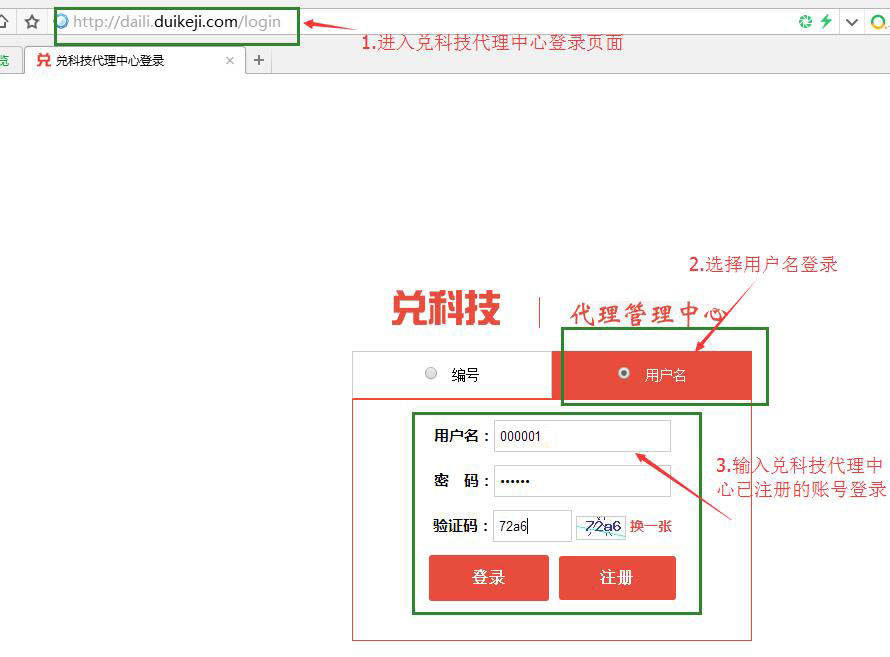 http://daili.duikeji.com/login
1.进入兑科技代理中心登录页面
览
兑 兑科技代理中心登录
2.选择用户名登录
兑科技 代理管理中心
编号 用户名
用户名： 000001
3.输入兑科技代理中
心已注册的账号登录
密 码： ••••••
验证码： 72a6 72a6 换一张
登录 注册